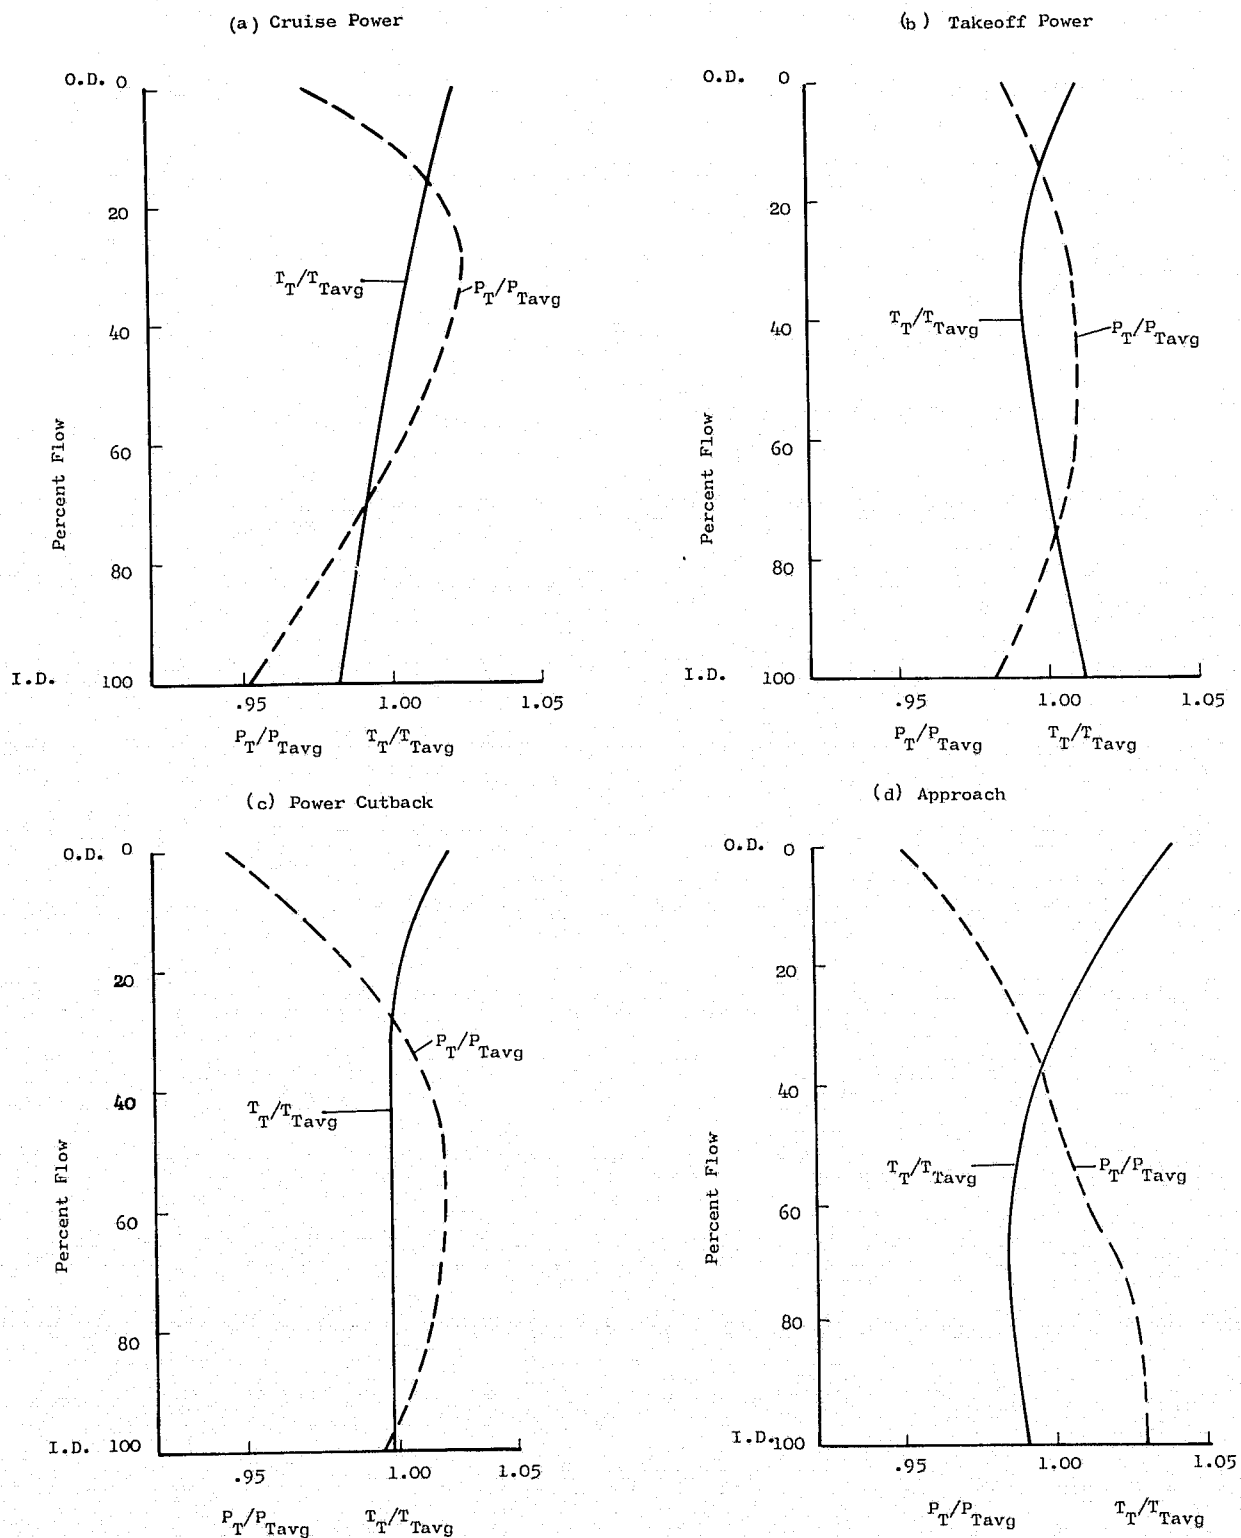 (a) Cruise Power
O.D. 0
20
40
60
80
I.D. 100
Percent Flow
T_T/T_Tavg
P_T/P_Tavg
.95 1.00 1.05
P_T/P_Tavg T_T/T_Tavg
(b) Takeoff Power
O.D. 0
20
40
60
80
I.D. 100
Percent Flow
T_T/T_Tavg
P_T/P_Tavg
.95 1.00 1.05
P_T/P_Tavg T_T/T_Tavg
(c) Power Cutback
O.D. 0
20
40
60
80
I.D. 100
Percent Flow
P_T/P_Tavg
T_T/T_Tavg
.95 1.00 1.05
P_T/P_Tavg T_T/T_Tavg
(d) Approach
O.D. 0
20
40
60
80
I.D. 100
Percent Flow
T_T/T_Tavg
P_T/P_Tavg
.95 1.00 1.05
P_T/P_Tavg T_T/T_Tavg